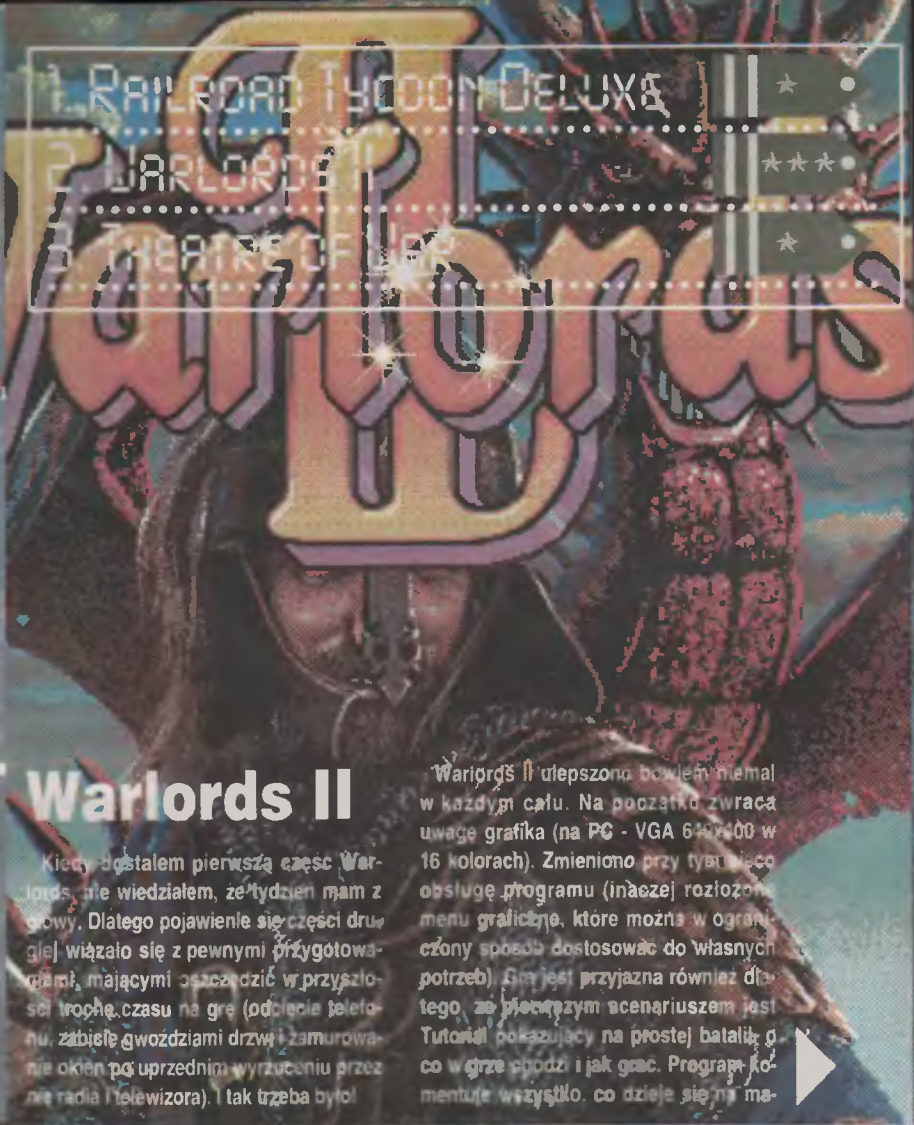 1. RAILROAD TYCOON DELUXE
2. WARLORDS II
3. THEATRE OF WAR
Warlords
II
Warlords II
Kiedy dostałem pierwszą część War-
lords, nie wiedziałem, że tydzień mam z
głowy. Dlatego pojawienie się części dru-
giej wiązało się z pewnymi przygotowa-
niami, mającymi oszczędzić w przyszło-
ści trochę czasu na grę (odcięcie telefo-
nu, zabicie gwoździami drzwi i zamurowa-
nie okien po uprzednim wyrzuceniu przez
nie radia i telewizora). I tak trzeba było!
Warlords II ulepszono bowiem niemal
w każdym calu. Na początku zwraca
uwagę grafika (na PC - VGA 640x400 w
16 kolorach). Zmieniono przy tym nieco
obsługę programu (inaczej rozłożone
menu graficzne, które można w ograni-
czony sposób dostosować do własnych
potrzeb). Gra jest przyjazna również dla-
tego, że pierwszym scenariuszem jest
Tutorial pokazujący na prostej batalii, o
co w grze chodzi i jak grać. Program ko-
mentuje wszystko, co dzieje się na ma-